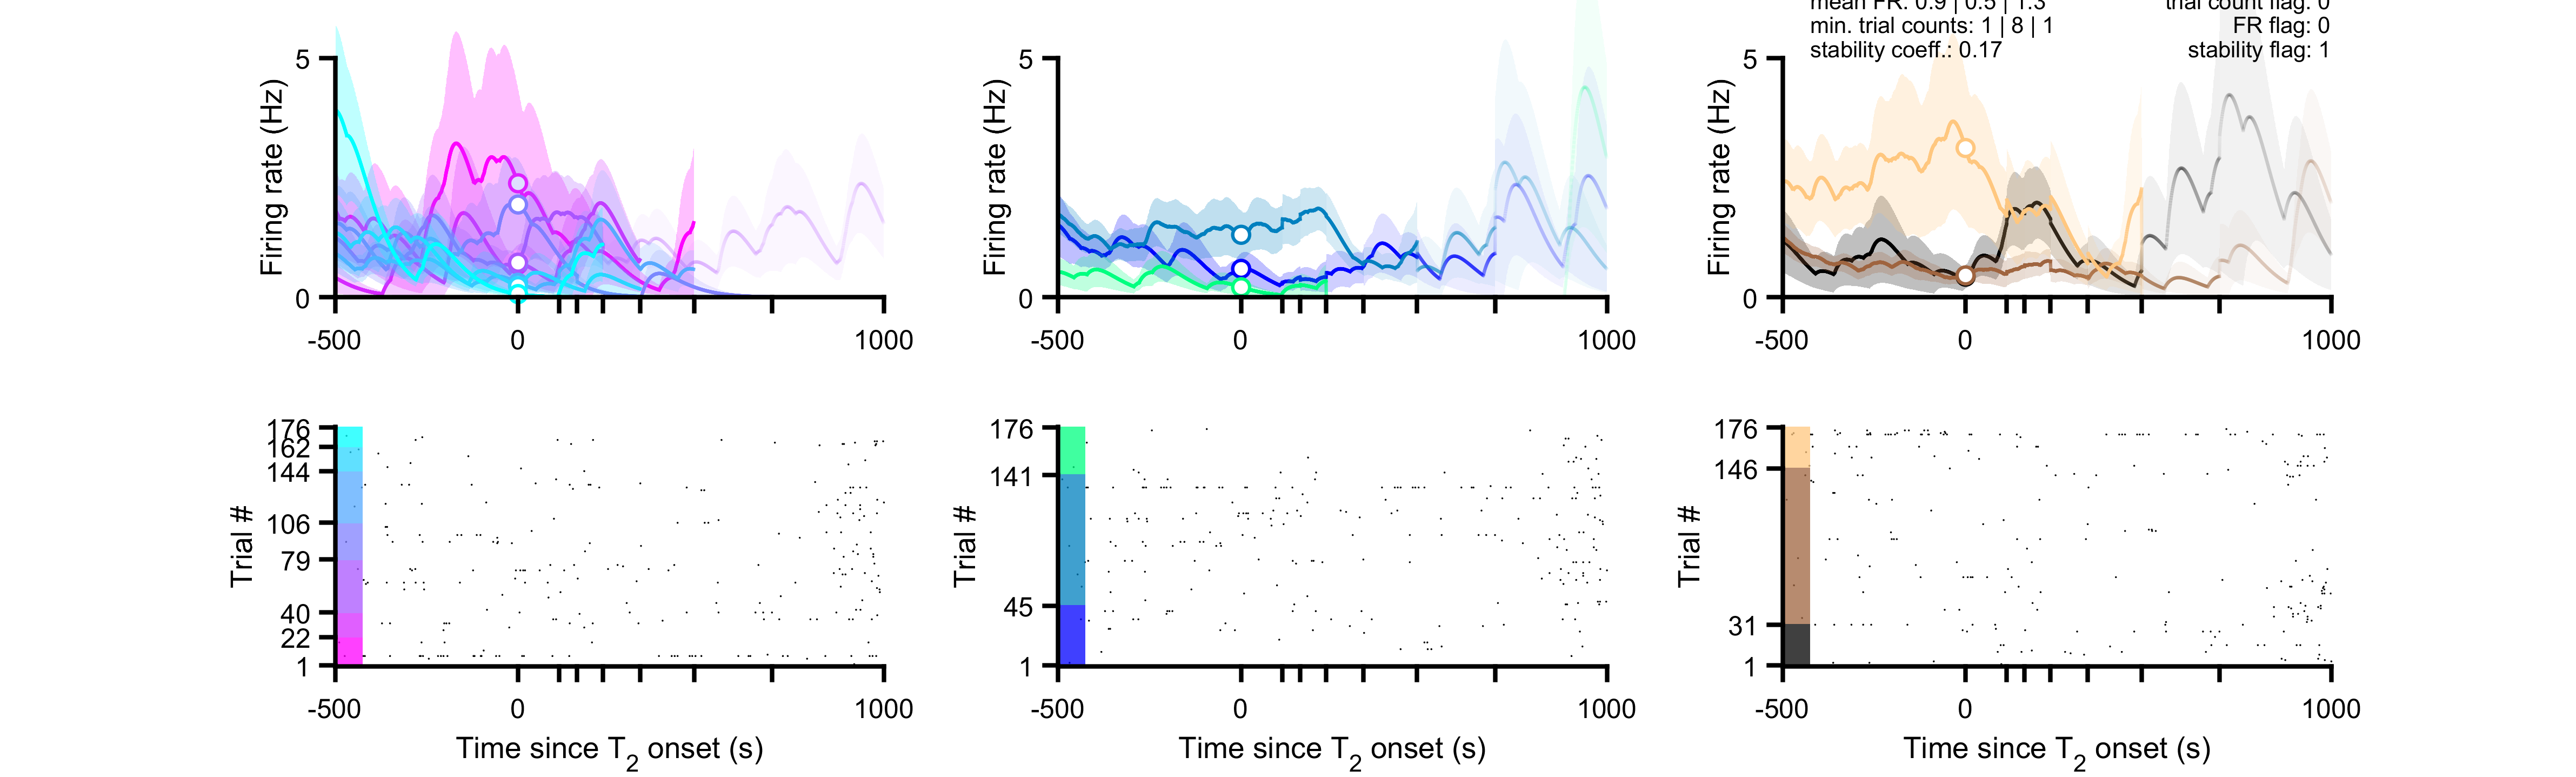 mean FR: 0.9 | 0.5 | 1.3
trial count flag: 0
min. trial counts: 1 | 8 | 1
FR flag: 0
stability coeff.: 0.17
stability flag: 1
5
0
Firing rate (Hz)
-500
0
1000
5
0
Firing rate (Hz)
-500
0
1000
5
0
Firing rate (Hz)
-500
0
1000
176
162
144
106
79
40
22
1
Trial #
-500
0
1000
Time since T2 onset (s)
176
141
45
1
Trial #
-500
0
1000
Time since T2 onset (s)
176
146
31
1
Trial #
-500
0
1000
Time since T2 onset (s)